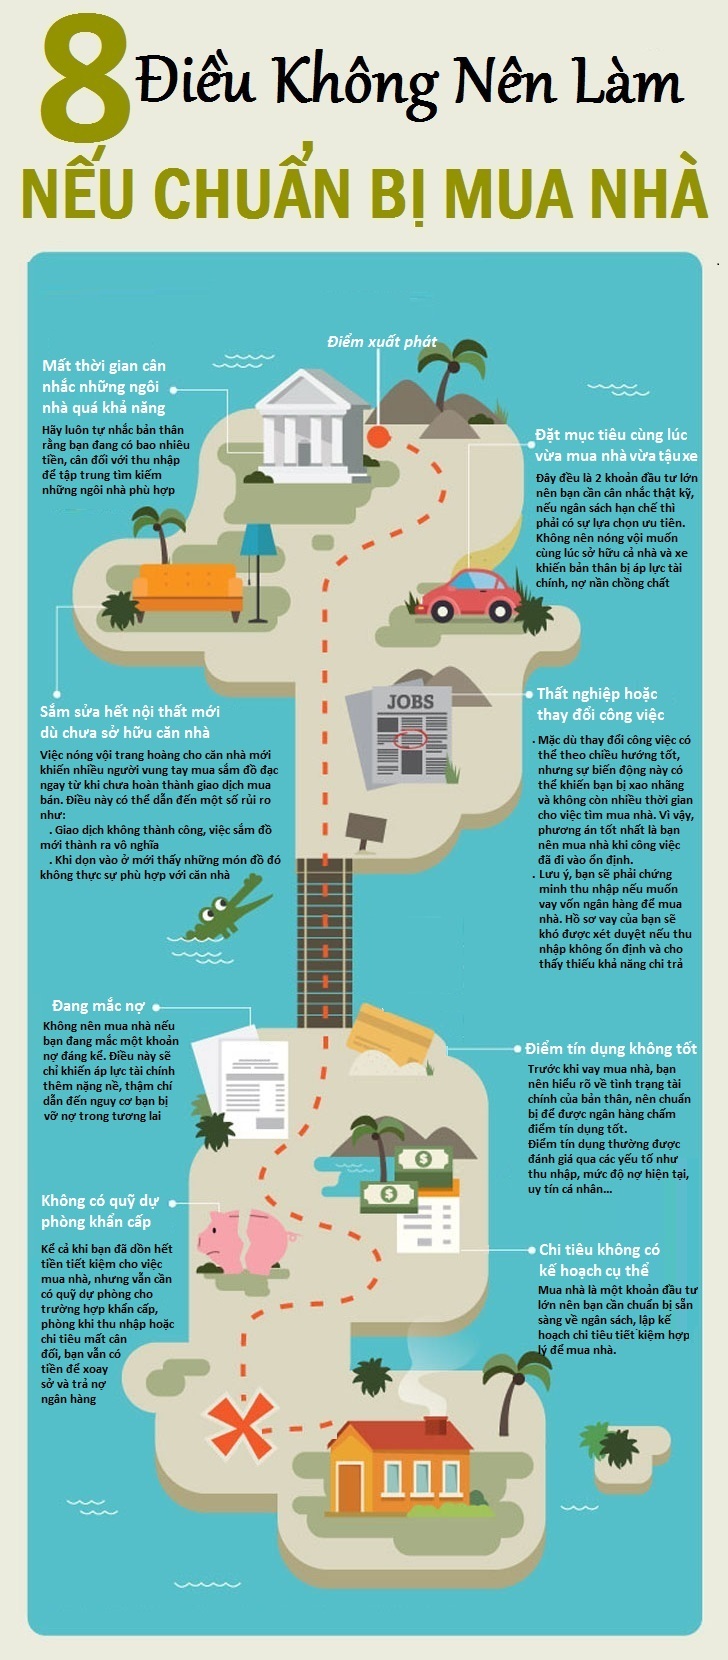 8 Điều Không Nên Làm
NẾU CHUẨN BỊ MUA NHÀ
Điểm xuất phát
Mất thời gian cân
nhắc những ngôi
nhà quá khả năng
Hãy luôn tự nhắc bản thân
rằng bạn đang có bao nhiêu
tiền, cân đối với thu nhập
để tập trung tìm kiếm
những ngôi nhà phù hợp
Đặt mục tiêu cùng lúc
vừa mua nhà vừa tậu xe
Đây đều là 2 khoản đầu tư lớn
nên bạn cần cân nhắc thật kỹ,
nếu ngân sách hạn chế thì
phải có sự lựa chọn ưu tiên.
Không nên nóng vội muốn
cùng lúc sở hữu cả nhà và xe
khiến bản thân bị áp lực tài
chính, nợ nần chồng chất
Sắm sửa hết nội thất mới
dù chưa sở hữu căn nhà
Việc nóng vội trang hoàng cho căn nhà mới
khiến nhiều người vung tay mua sắm đồ đạc
ngay từ khi chưa hoàn thành giao dịch mua
bán. Điều này có thể dẫn đến một số rủi ro
như:
. Giao dịch không thành công, việc sắm đồ
mới thành ra vô nghĩa
. Khi dọn vào ở mới thấy những món đồ đó
không thực sự phù hợp với căn nhà
JOBS
Thất nghiệp hoặc
thay đổi công việc
. Mặc dù thay đổi công việc có
thể theo chiều hướng tốt,
nhưng sự biến động này có
thể khiến bạn bị xao nhãng
và không còn nhiều thời gian
cho việc tìm mua nhà. Vì vậy,
phương án tốt nhất là bạn
nên mua nhà khi công việc
đã đi vào ổn định.
. Lưu ý, bạn sẽ phải chứng
minh thu nhập nếu muốn
vay vốn ngân hàng để mua
nhà. Hồ sơ vay của bạn sẽ
khó được xét duyệt nếu thu
nhập không ổn định và cho
thấy thiếu khả năng chi trả
Đang mắc nợ
Không nên mua nhà nếu
bạn đang mắc một khoản
nợ đáng kể. Điều này sẽ
chỉ khiến áp lực tài chính
thêm nặng nề, thậm chí
dẫn đến nguy cơ bạn bị
vỡ nợ trong tương lai
Điểm tín dụng không tốt
Trước khi vay mua nhà, bạn
nên hiểu rõ về tình trạng tài
chính của bản thân, nên chuẩn
bị để được ngân hàng chấm
điểm tín dụng tốt.
Điểm tín dụng thường được
đánh giá qua các yếu tố như
thu nhập, mức độ nợ hiện tại,
uy tín cá nhân...
$
$
Không có quỹ dự
phòng khẩn cấp
Kể cả khi bạn đã dồn hết
tiền tiết kiệm cho việc
mua nhà, nhưng vẫn cần
có quỹ dự phòng cho
trường hợp khẩn cấp,
phòng khi thu nhập hoặc
chi tiêu mất cân
đối, bạn vẫn có
tiền để xoay
sở và trả nợ
ngân hàng
Chi tiêu không có
kế hoạch cụ thể
Mua nhà là một khoản đầu tư
lớn nên bạn cần chuẩn bị sẵn
sàng về ngân sách, lập kế
hoạch chi tiêu tiết kiệm hợp
lý để mua nhà.